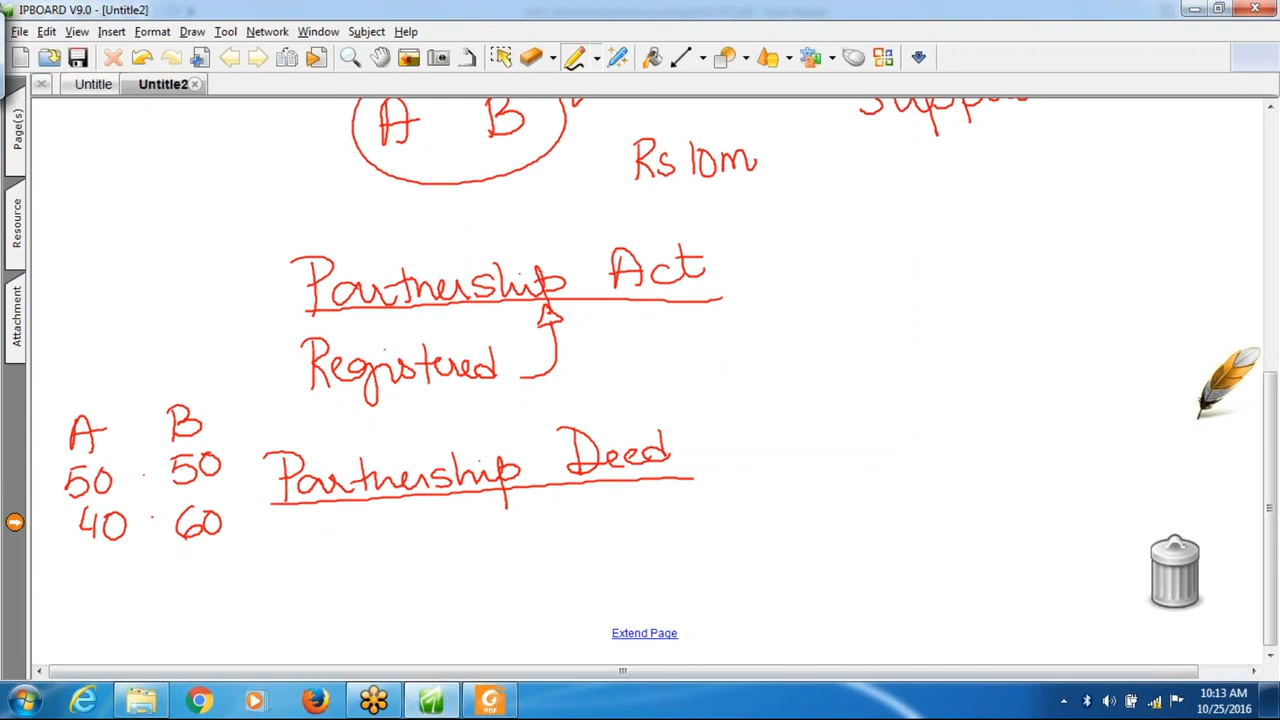 IPBOARD V9.0 - [Untitle2]
File Edit View Insert Format Draw Tool Network Window Subject Help
Untitle Untitle2
Page(s)
Resource
Attachment
A B
Rs 10m
Partnership Act
Registered
A B
50 50
40 60
Partnership Deed
Extend Page
PDF
10:13 AM
10/25/2016